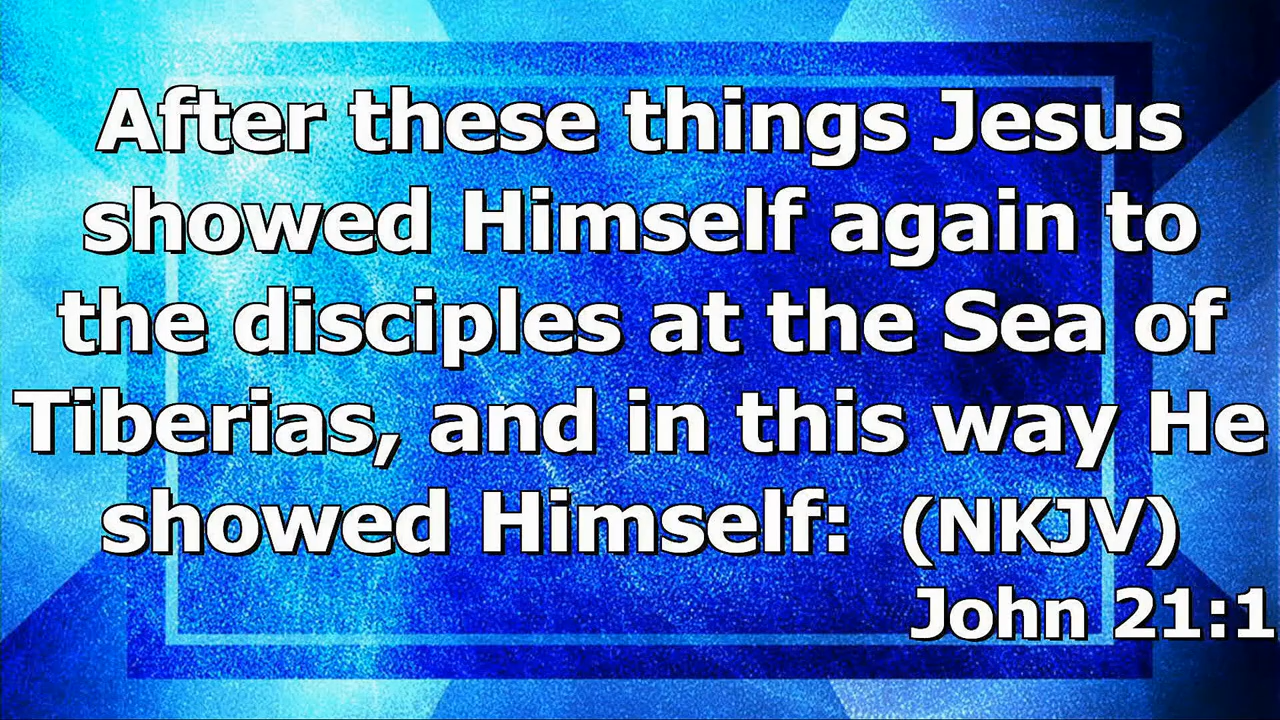 After these things Jesus
showed Himself again to
the disciples at the Sea of
Tiberias, and in this way He
showed Himself: (NKJV)
John 21:1